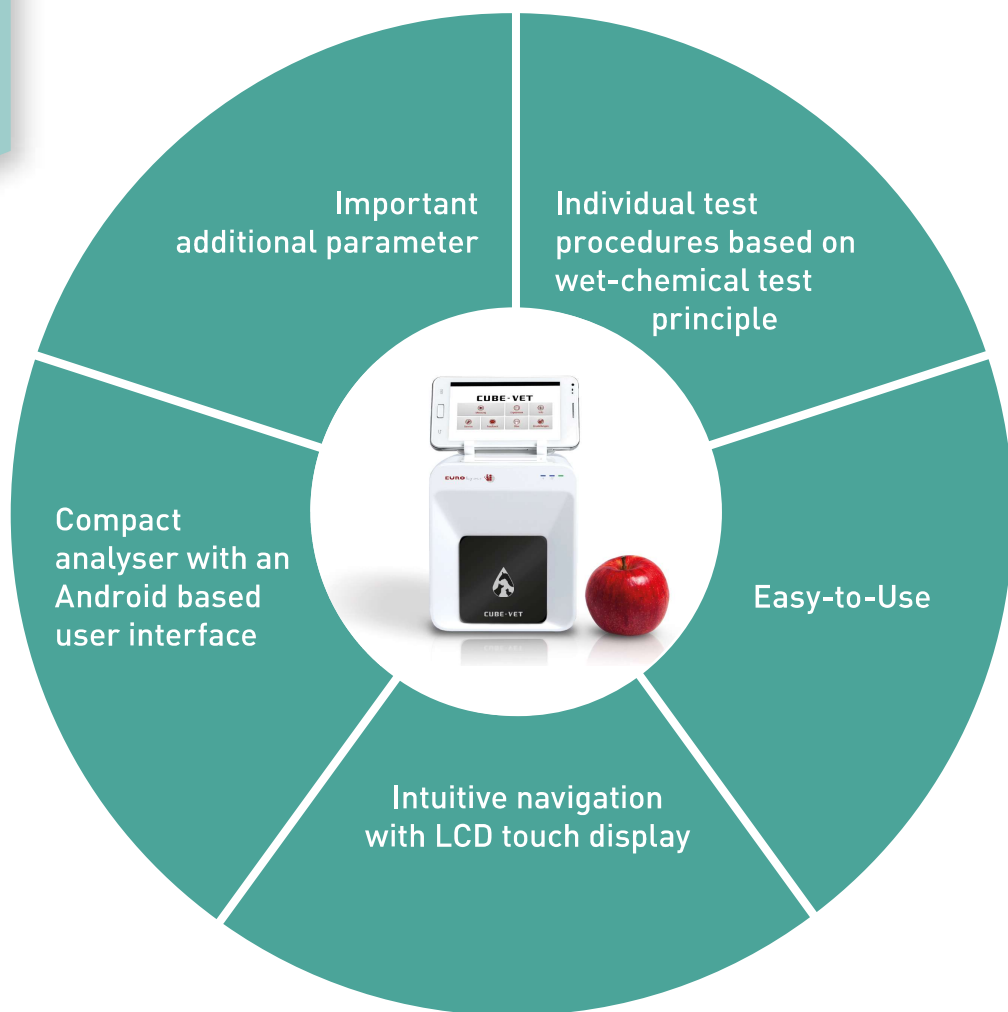 Important
additional parameter
Individual test
procedures based on
wet-chemical test
principle
CUBE-VET
Compact
analyser with an
Android based
user interface
CUBE-VET
Easy-to-Use
Intuitive navigation
with LCD touch display